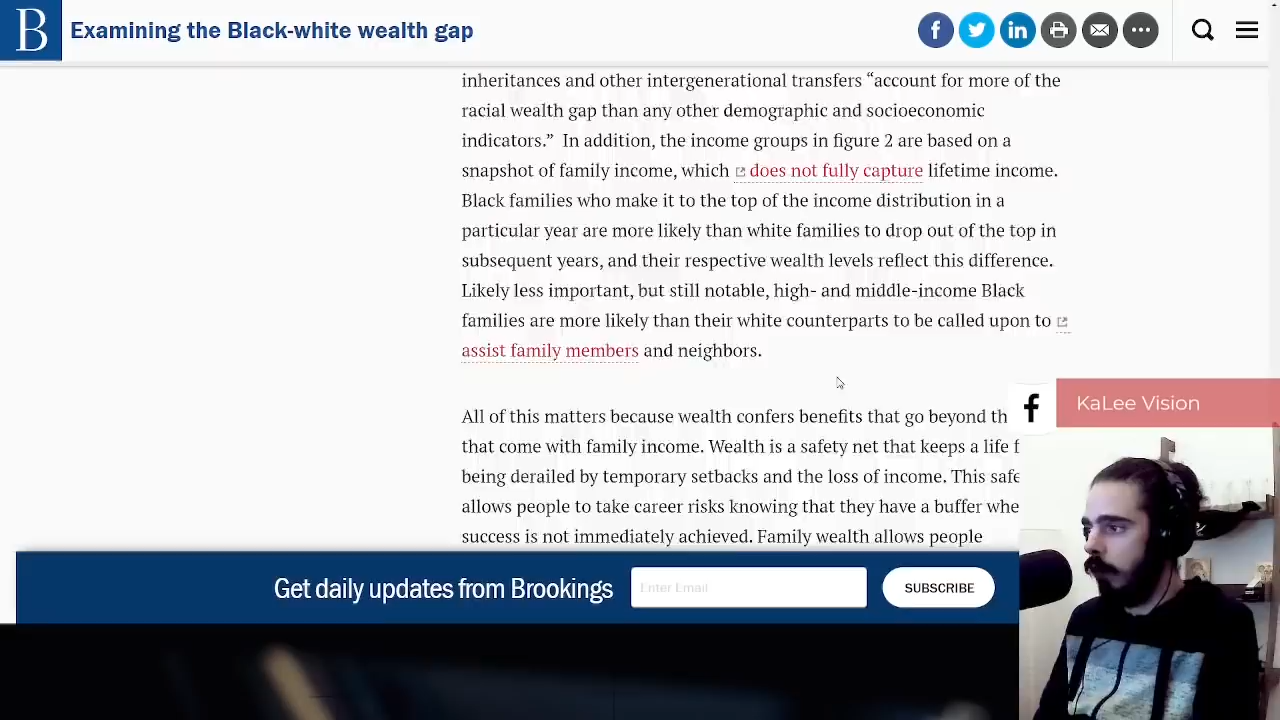 B Examining the Black-white wealth gap
inheritances and other intergenerational transfers “account for more of the
racial wealth gap than any other demographic and socioeconomic
indicators.” In addition, the income groups in figure 2 are based on a
snapshot of family income, which does not fully capture lifetime income.
Black families who make it to the top of the income distribution in a
particular year are more likely than white families to drop out of the top in
subsequent years, and their respective wealth levels reflect this difference.
Likely less important, but still notable, high- and middle-income Black
families are more likely than their white counterparts to be called upon to
assist family members and neighbors.
KaLee Vision
All of this matters because wealth confers benefits that go beyond th
that come with family income. Wealth is a safety net that keeps a life f
being derailed by temporary setbacks and the loss of income. This safe
allows people to take career risks knowing that they have a buffer whe
success is not immediately achieved. Family wealth allows people
Get daily updates from Brookings Enter Email SUBSCRIBE